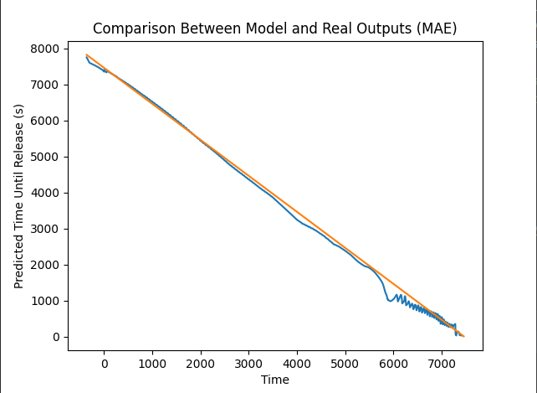 Comparison Between Model and Real Outputs (MAE)
8000
7000
6000
5000
4000
3000
2000
1000
0
Predicted Time Until Release (s)
0 1000 2000 3000 4000 5000 6000 7000
Time